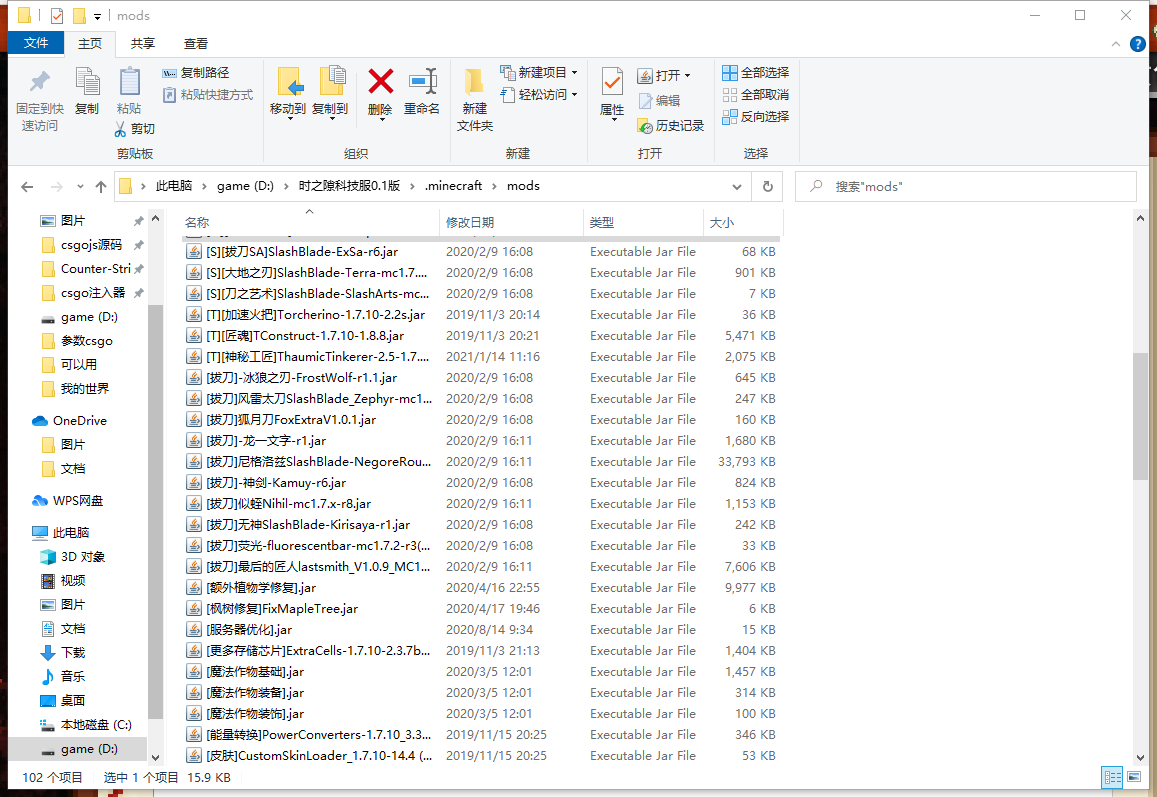 mods
文件 主页 共享 查看
固定到快速访问
复制
粘贴
复制路径
粘贴快捷方式
剪切
剪贴板
移动到 复制到 删除 重命名
组织
新建文件夹
新建项目
轻松访问
新建
属性
打开
编辑
历史记录
打开
全部选择
全部取消
反向选择
选择
此电脑 › game (D:) › 时之隙科技服0.1版 › .minecraft › mods
搜索"mods"
图片
csgojs源码
Counter-Stri
csgo注入器
game (D:)
参数csgo
可以用
我的世界
OneDrive
图片
文档
WPS网盘
此电脑
3D 对象
视频
图片
文档
下载
音乐
桌面
本地磁盘 (C:)
game (D:)
名称 修改日期 类型 大小
[S][拔刀SA]SlashBlade-ExSa-r6.jar 2020/2/9 16:08 Executable Jar File 68 KB
[S][大地之刃]SlashBlade-Terra-mc1.7.... 2020/2/9 16:08 Executable Jar File 901 KB
[S][刀之艺术]SlashBlade-SlashArts-mc... 2020/2/9 16:08 Executable Jar File 7 KB
[T][加速火把]Torcherino-1.7.10-2.2s.jar 2019/11/3 20:14 Executable Jar File 36 KB
[T][匠魂]TConstruct-1.7.10-1.8.8.jar 2019/11/3 20:21 Executable Jar File 5,471 KB
[T][神秘工匠]ThaumicTinkerer-2.5-1.7.... 2021/1/14 11:16 Executable Jar File 2,075 KB
[拔刀]-冰狼之刃-FrostWolf-r1.1.jar 2020/2/9 16:08 Executable Jar File 645 KB
[拔刀]风雷太刀SlashBlade_Zephyr-mc1... 2020/2/9 16:08 Executable Jar File 247 KB
[拔刀]狐月刀FoxExtraV1.0.1.jar 2020/2/9 16:08 Executable Jar File 160 KB
[拔刀]-龙一文字-r1.jar 2020/2/9 16:11 Executable Jar File 1,680 KB
[拔刀]尼格洛兹SlashBlade-NegoreRou... 2020/2/9 16:11 Executable Jar File 33,793 KB
[拔刀]-神剑-Kamuy-r6.jar 2020/2/9 16:08 Executable Jar File 824 KB
[拔刀]似蛭Nihil-mc1.7.x-r8.jar 2020/2/9 16:11 Executable Jar File 1,153 KB
[拔刀]无神SlashBlade-Kirisaya-r1.jar 2020/2/9 16:08 Executable Jar File 242 KB
[拔刀]荧光-fluorescentbar-mc1.7.2-r3(... 2020/2/9 16:08 Executable Jar File 33 KB
[拔刀]最后的匠人lastsmith_V1.0.9_MC1... 2020/2/9 16:11 Executable Jar File 7,606 KB
[额外植物学修复].jar 2020/4/16 22:55 Executable Jar File 9,977 KB
[枫树修复]FixMapleTree.jar 2020/4/17 19:46 Executable Jar File 6 KB
[服务器优化].jar 2020/8/14 9:34 Executable Jar File 15 KB
[更多存储芯片]ExtraCells-1.7.10-2.3.7b... 2019/11/3 21:13 Executable Jar File 1,404 KB
[魔法作物基础].jar 2020/3/5 12:01 Executable Jar File 1,457 KB
[魔法作物装备].jar 2020/3/5 12:01 Executable Jar File 314 KB
[魔法作物装饰].jar 2020/3/5 12:01 Executable Jar File 100 KB
[能量转换]PowerConverters-1.7.10_3.3... 2019/11/15 20:25 Executable Jar File 346 KB
[皮肤]CustomSkinLoader_1.7.10-14.4 (... 2019/11/15 20:25 Executable Jar File 53 KB
102 个项目 选中 1 个项目 15.9 KB